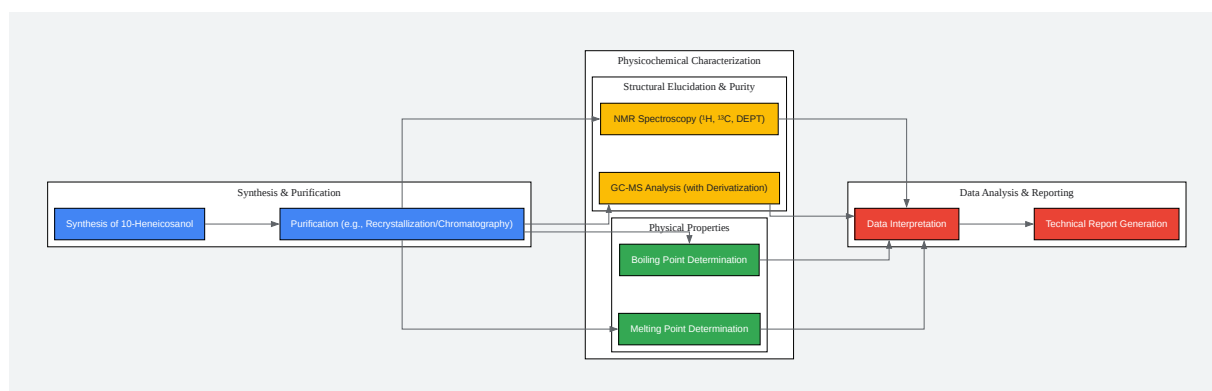 Physicochemical Characterization
Structural Elucidation & Purity
NMR Spectroscopy (¹H, ¹³C, DEPT)
GC-MS Analysis (with Derivatization)
Synthesis & Purification
Synthesis of 10-Heneicosanol
Purification (e.g., Recrystallization/Chromatography)
Physical Properties
Boiling Point Determination
Melting Point Determination
Data Analysis & Reporting
Data Interpretation
Technical Report Generation